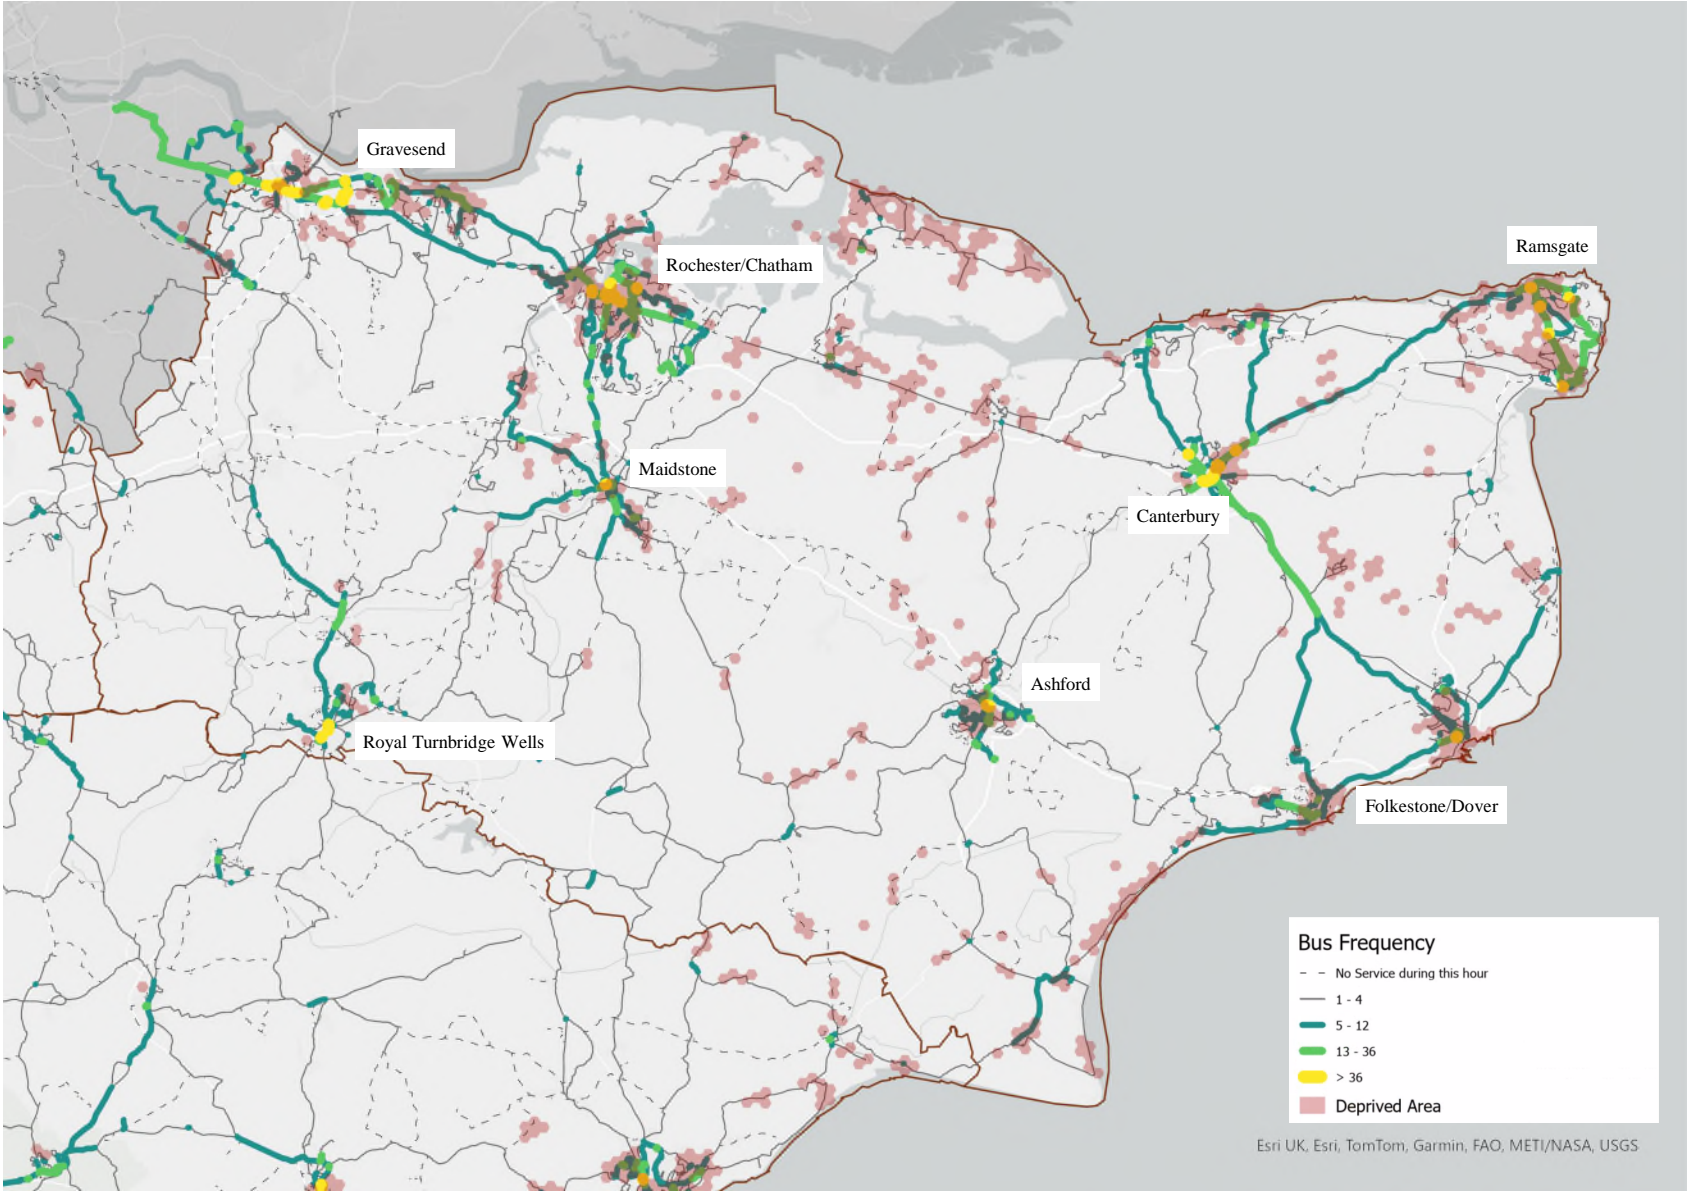 Gravesend
Ramsgate
Rochester/Chatham
Maidstone
Canterbury
Ashford
Royal Turnbridge Wells
Folkestone/Dover
Bus Frequency
No Service during this hour
1 - 4
5 - 12
13 - 36
> 36
Deprived Area
Esri UK, Esri, TomTom, Garmin, FAO, METI/NASA, USGS